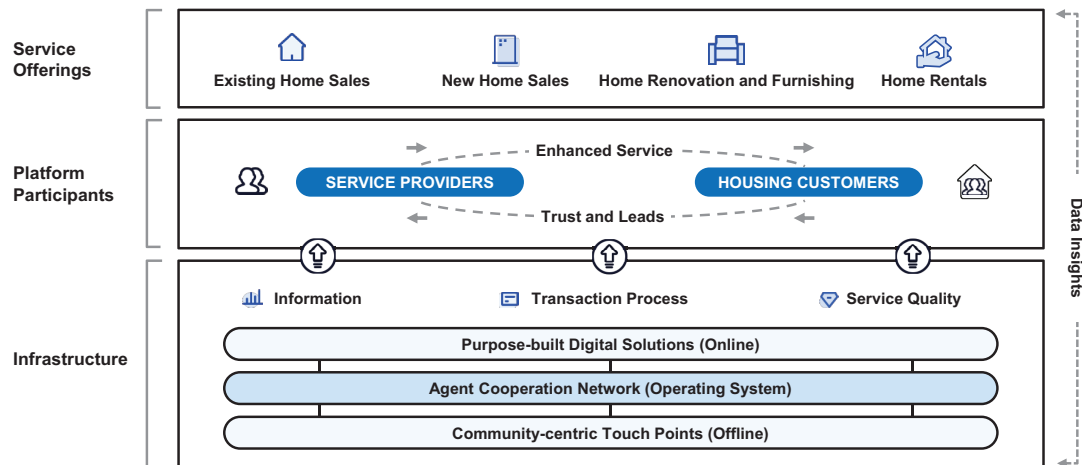 Service
Offerings
Existing Home Sales
New Home Sales
Home Renovation and Furnishing
Home Rentals
Platform
Participants
Enhanced Service
SERVICE PROVIDERS
HOUSING CUSTOMERS
Trust and Leads
Data Insights
Infrastructure
Information
Transaction Process
Service Quality
Purpose-built Digital Solutions (Online)
Agent Cooperation Network (Operating System)
Community-centric Touch Points (Offline)